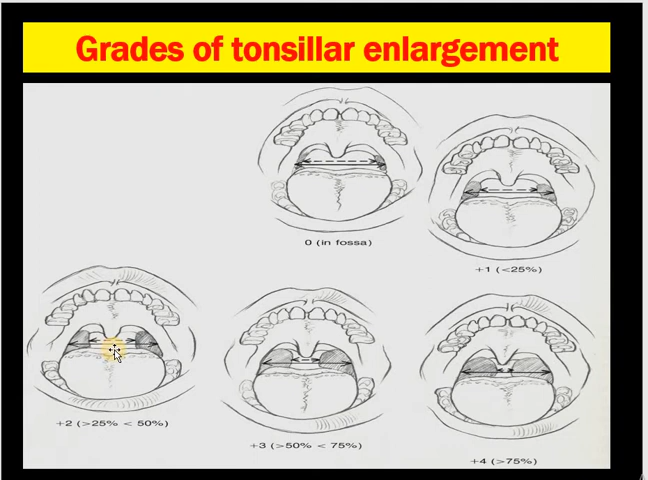 Grades of tonsillar enlargement
0 (in fossa)
+1 (<25%)
+2 (>25% < 50%)
+3 (>50% < 75%)
+4 (>75%)